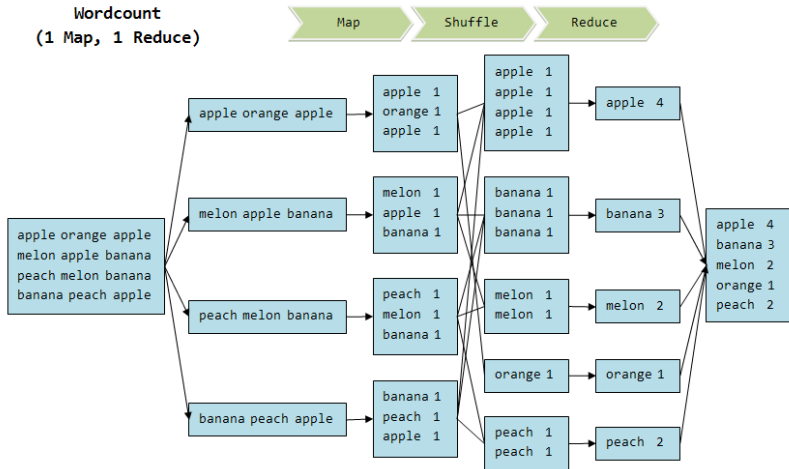 Wordcount
(1 Map, 1 Reduce)
Map
Shuffle
Reduce
apple orange apple
melon apple banana
peach melon banana
banana peach apple
apple orange apple
melon apple banana
peach melon banana
banana peach apple
apple 1
orange 1
apple 1
melon 1
apple 1
banana 1
peach 1
melon 1
banana 1
banana 1
peach 1
apple 1
apple 1
apple 1
apple 1
apple 1
banana 1
banana 1
banana 1
melon 1
melon 1
orange 1
peach 1
peach 1
apple 4
banana 3
melon 2
orange 1
peach 2
apple 4
banana 3
melon 2
orange 1
peach 2